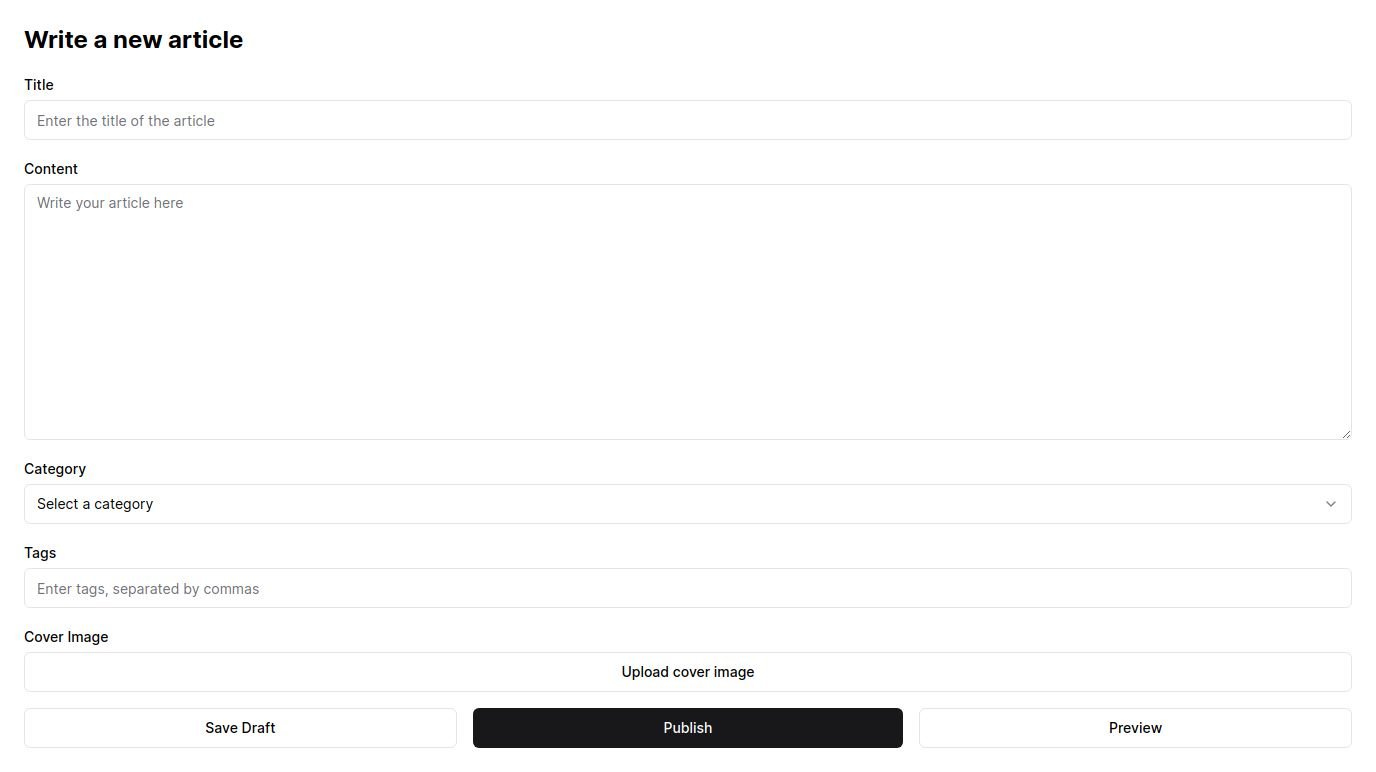 Write a new article
Title
Enter the title of the article
Content
Write your article here
Category
Select a category
Tags
Enter tags, separated by commas
Cover Image
Upload cover image
Save Draft
Publish
Preview